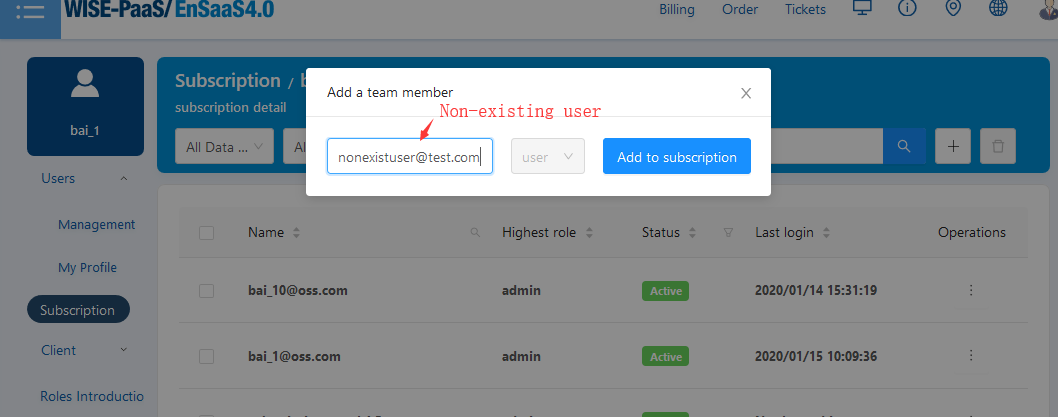 WISE-PaaS/EnSaaS4.0
Billing Order Tickets
bai_1
Users
Management
My Profile
Subscription
Client
Roles Introductio
Subscription / b
subscription detail
All Data ...
Al
Add a team member
Non-existing user
nonexistuser@test.com
user
Add to subscription
Name Highest role Status Last login Operations
bai_10@oss.com admin Active 2020/01/14 15:31:19
bai_1@oss.com admin Active 2020/01/15 10:09:36